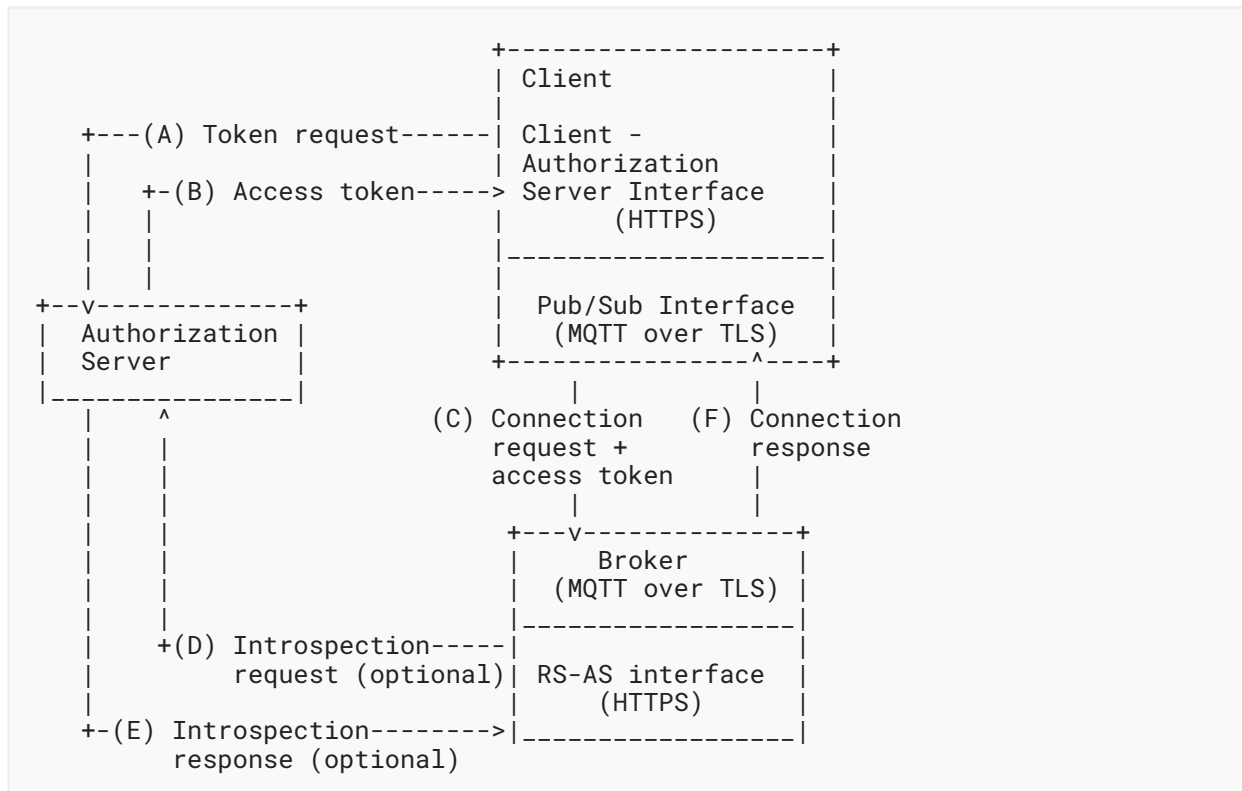 Client
(A) Token request Client -
Authorization
(B) Access token Server Interface
(HTTPS)
Pub/Sub Interface
Authorization (MQTT over TLS)
Server
(C) Connection (F) Connection
request + response
access token
Broker
(MQTT over TLS)
(D) Introspection
request (optional) RS-AS interface
(HTTPS)
(E) Introspection
response (optional)